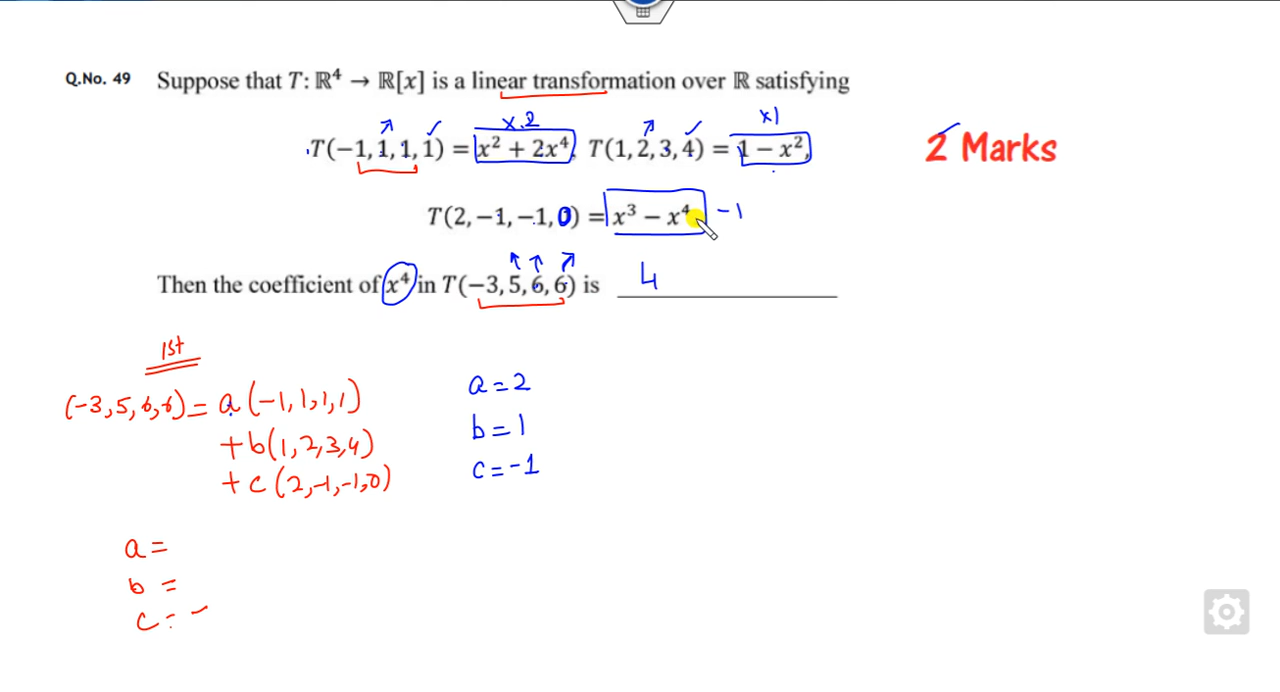 Q.No. 49 Suppose that T: ℝ⁴ → ℝ[x] is a linear transformation over ℝ satisfying
x.2 x1
T(−1, 1, 1, 1) = x² + 2x⁴, T(1, 2, 3, 4) = 1 − x², 2 Marks
T(2, −1, −1, 0) = x³ − x⁴ -1
Then the coefficient of x⁴ in T(−3, 5, 6, 6) is 4
1st
(-3,5,6,6) = a(-1,1,1,1) a = 2
+b(1,2,3,4) b = 1
+c(2,-1,-1,0) c = -1
a =
b =
c = -